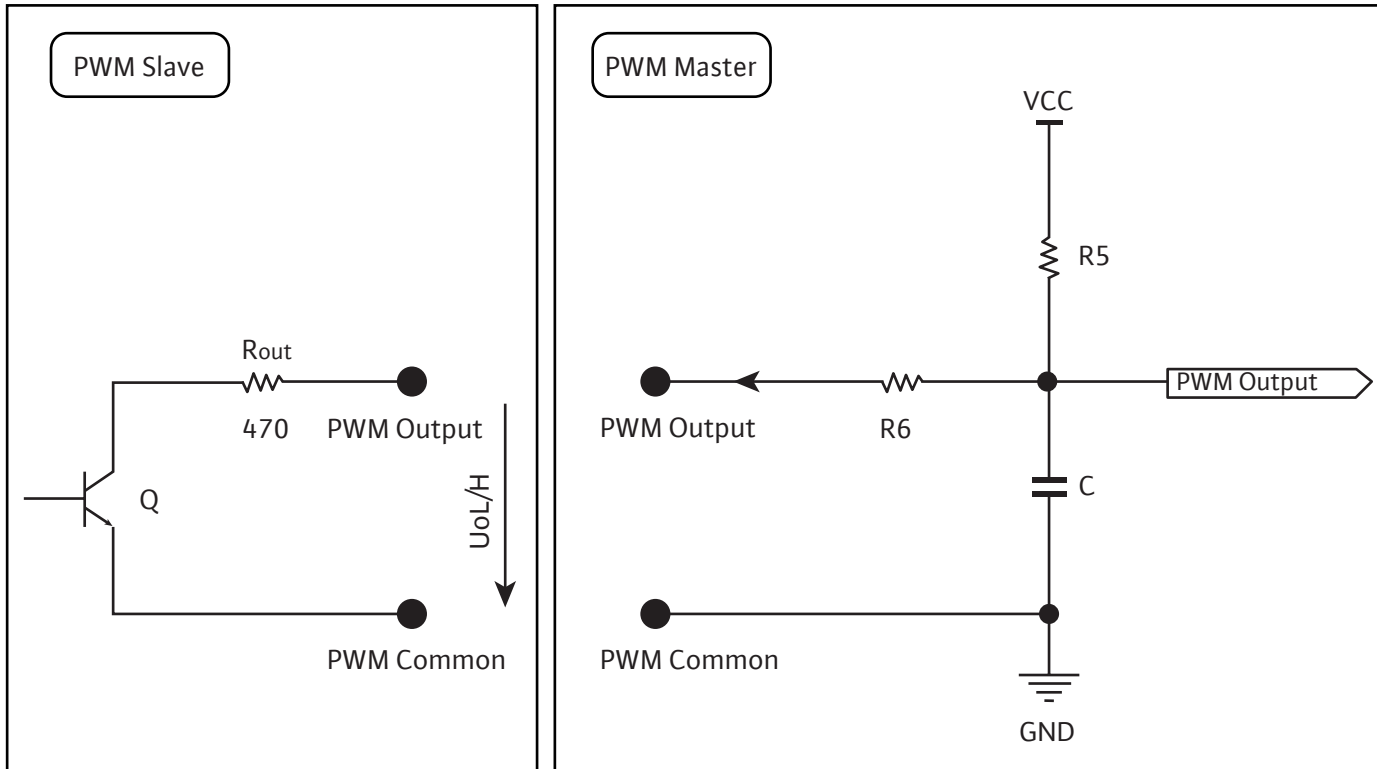 PWM Slave
Rout
470
PWM Output
Q
UoL/H
PWM Common
PWM Master
VCC
R5
PWM Output
R6
PWM Output
C
PWM Common
GND